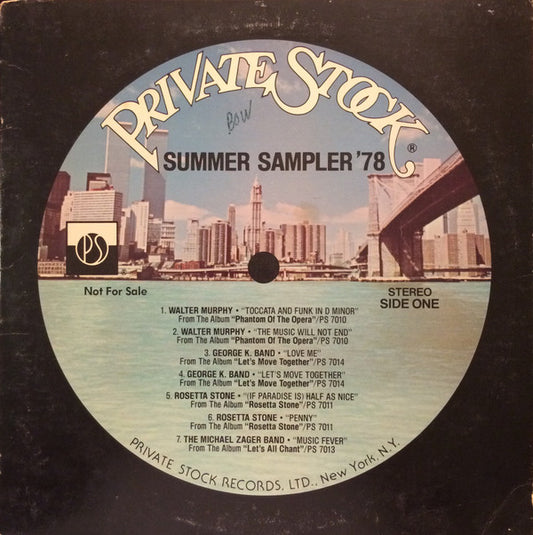 PRIVATE STOCK®
BOW
SUMMER SAMPLER '78
PS
Not For Sale
STEREO
SIDE ONE
1. WALTER MURPHY • "TOCCATA AND FUNK IN D MINOR"
From The Album "Phantom Of The Opera"/PS 7010
2. WALTER MURPHY • "THE MUSIC WILL NOT END"
From The Album "Phantom Of The Opera"/PS 7010
3. GEORGE K. BAND • "LOVE ME"
From The Album "Let's Move Together"/PS 7014
4. GEORGE K. BAND • "LET'S MOVE TOGETHER"
From The Album "Let's Move Together"/PS 7014
5. ROSETTA STONE • "(IF PARADISE IS) HALF AS NICE"
From The Album "Rosetta Stone"/PS 7011
6. ROSETTA STONE • "PENNY"
From The Album "Rosetta Stone"/PS 7011
7. THE MICHAEL ZAGER BAND • "MUSIC FEVER"
From The Album "Let's All Chant"/PS 7013
PRIVATE STOCK RECORDS, LTD., New York, N.Y.